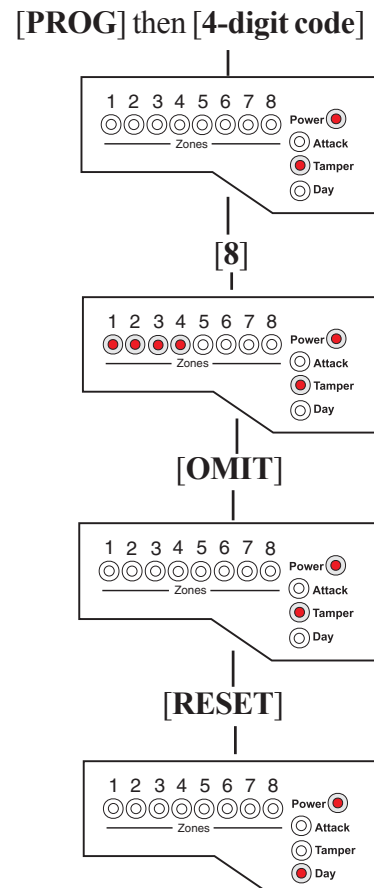 [PROG] then [4-digit code]
1 2 3 4 5 6 7 8
Power
Attack
Zones
Tamper
Day
[8]
1 2 3 4 5 6 7 8
Power
Attack
Zones
Tamper
Day
[OMIT]
1 2 3 4 5 6 7 8
Power
Attack
Zones
Tamper
Day
[RESET]
1 2 3 4 5 6 7 8
Power
Attack
Zones
Tamper
Day